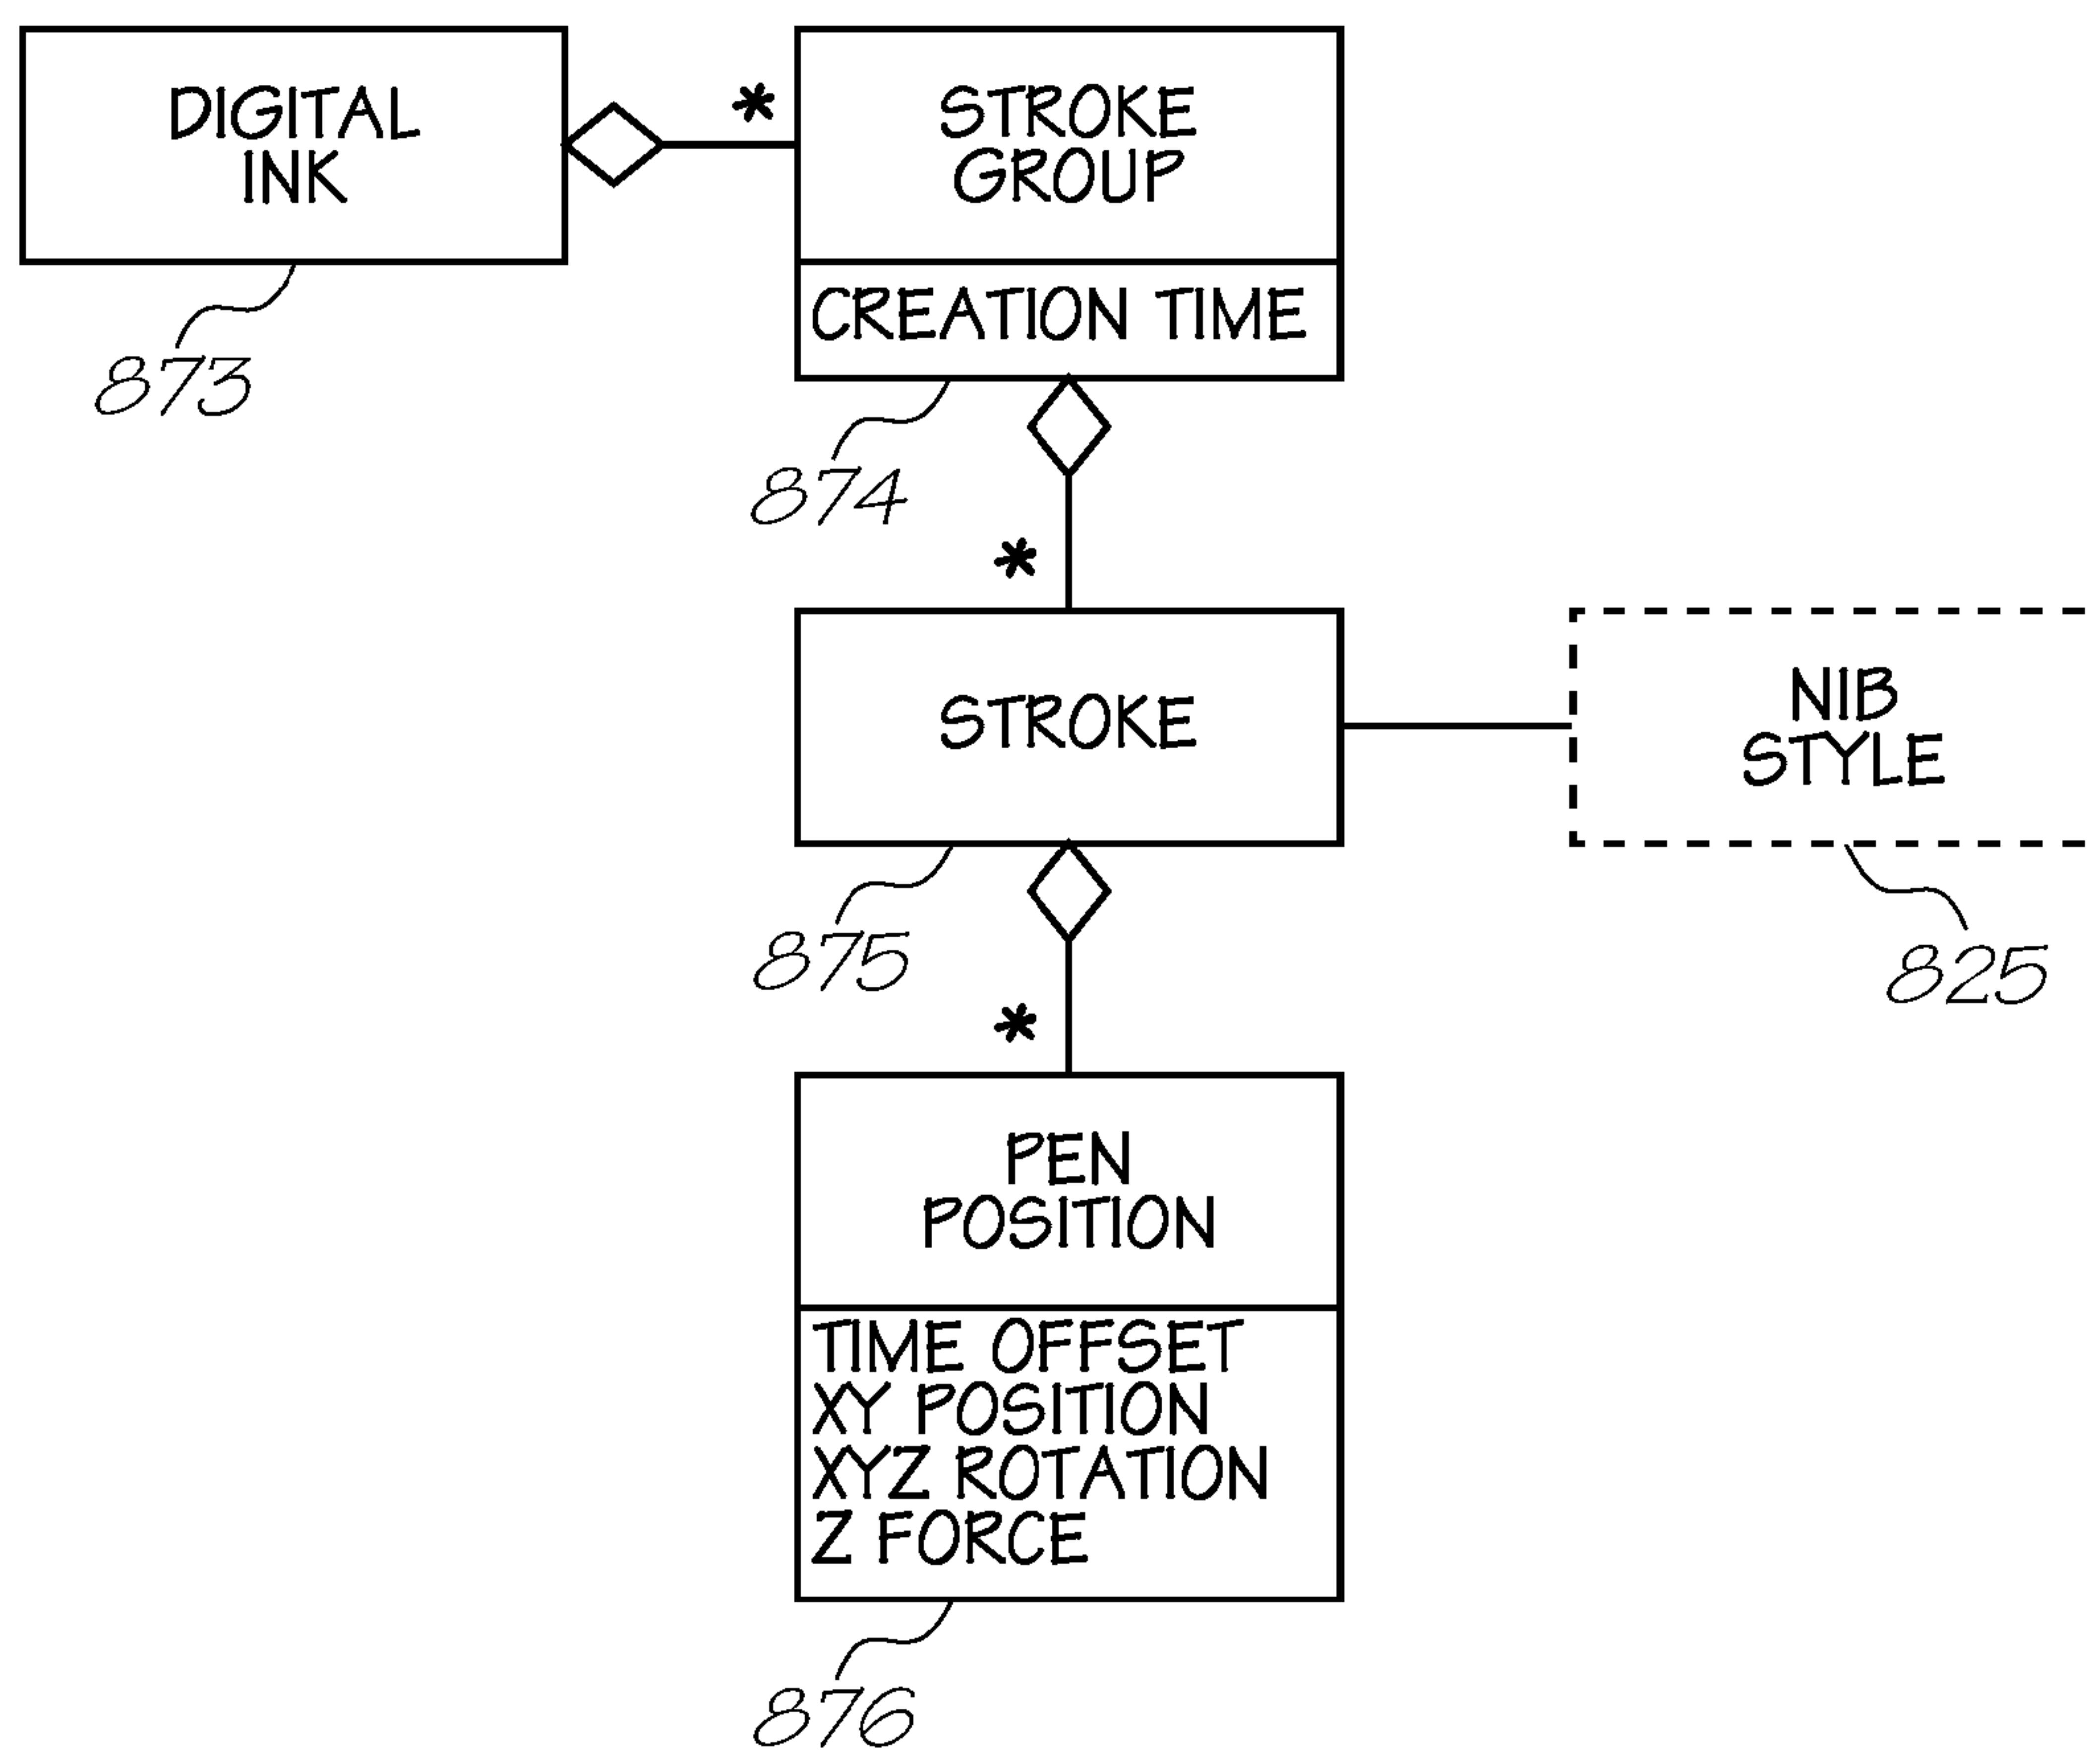 DIGITAL
INK
873
*
STROKE
GROUP
CREATION TIME
874
*
STROKE
875
NIB
STYLE
825
*
PEN
POSITION
TIME OFFSET
XY POSITION
XYZ ROTATION
Z FORCE
876